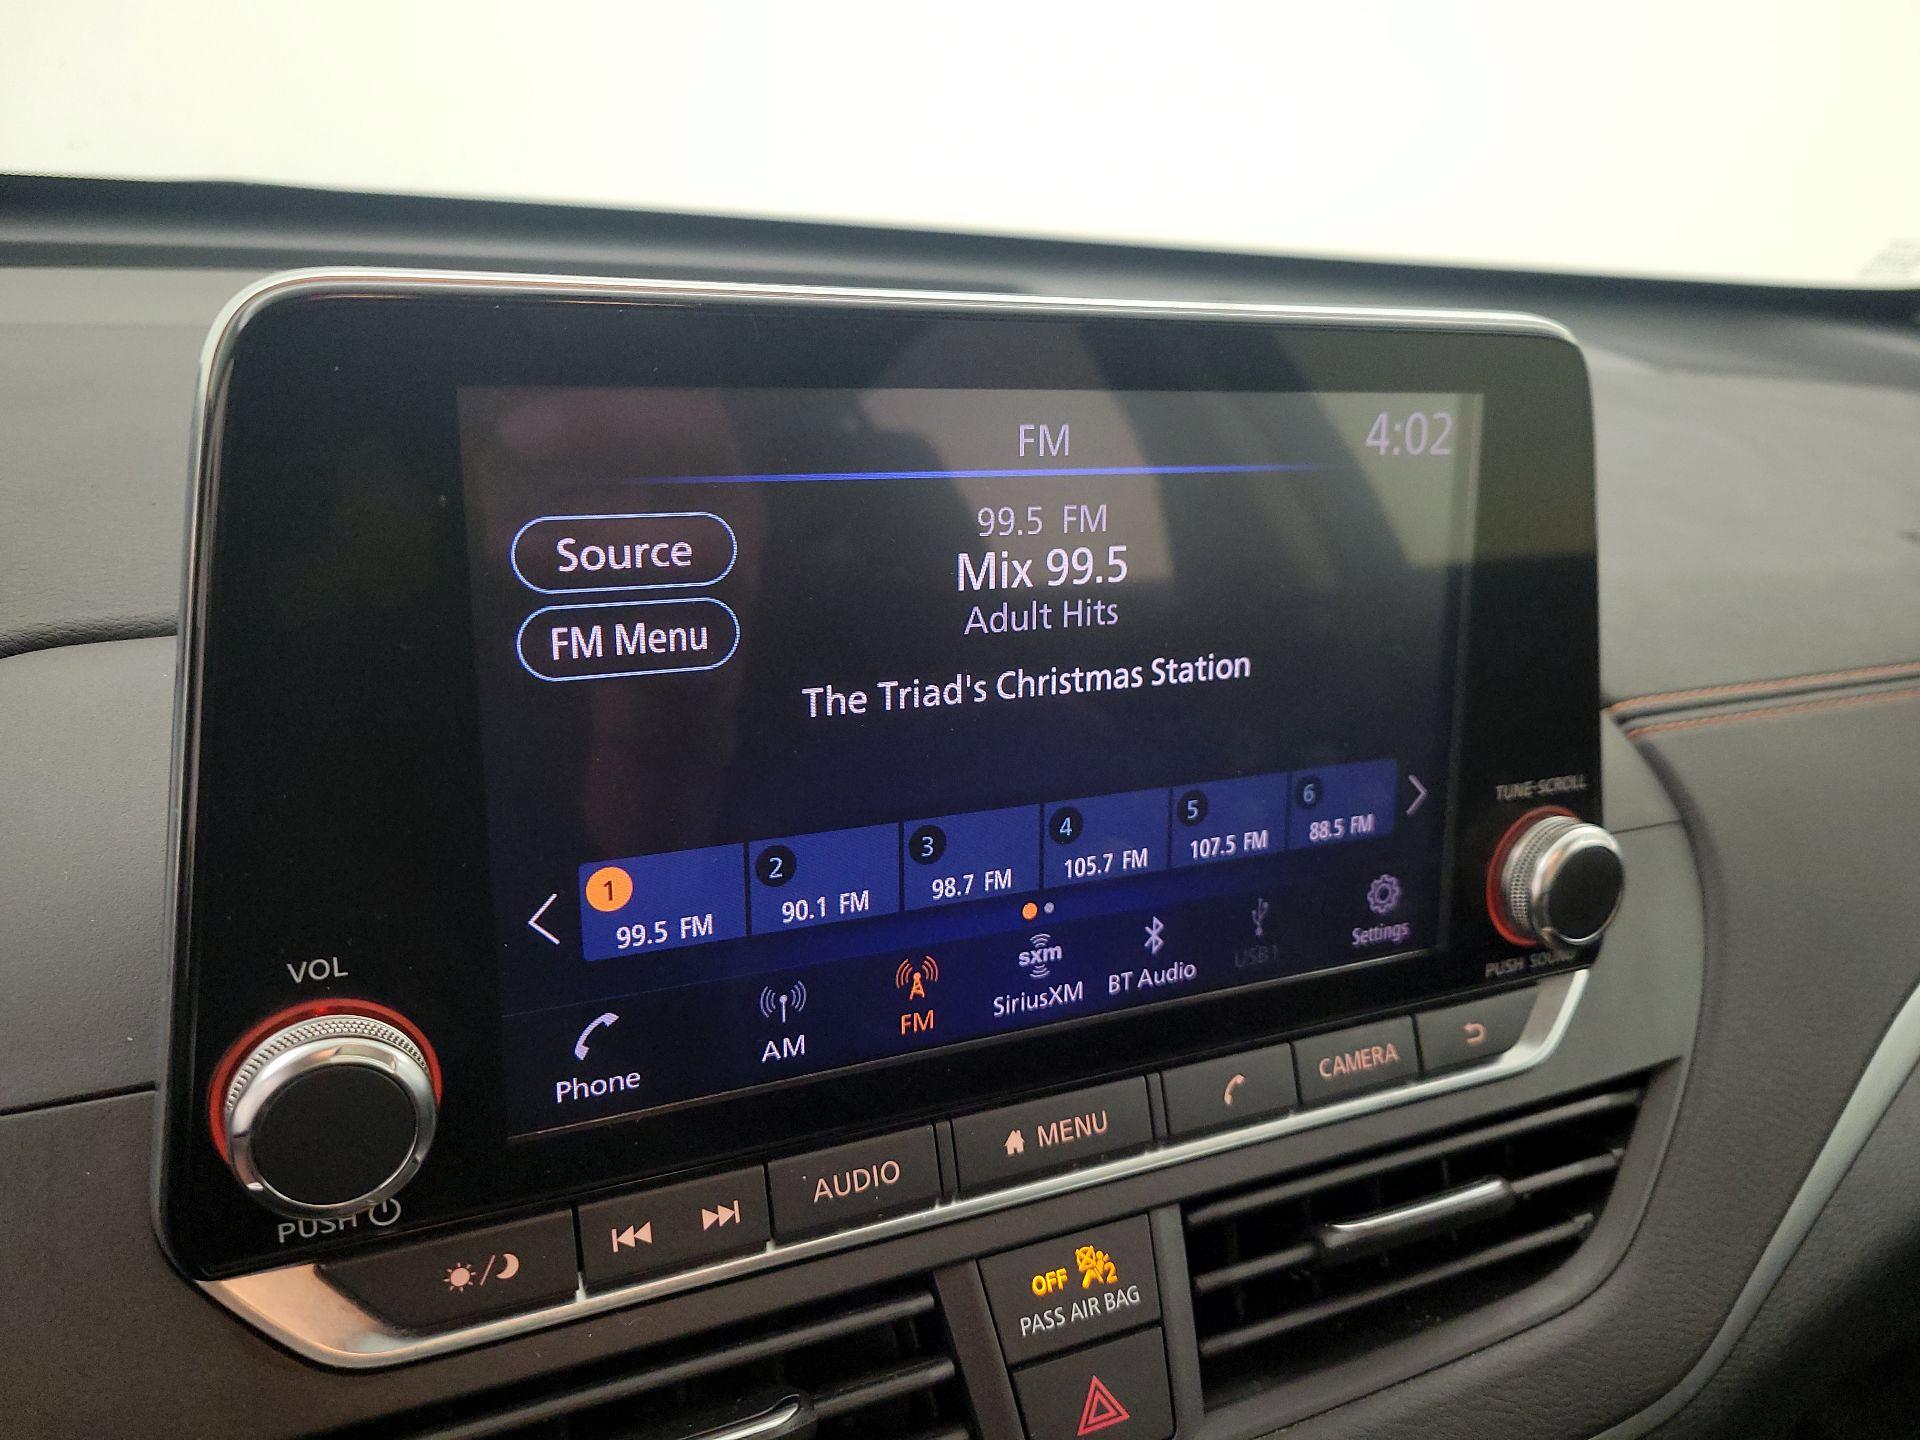 FM
4:02
Source
FM Menu
99.5 FM
Mix 99.5
Adult Hits
The Triad's Christmas Station
1
99.5 FM
2
90.1 FM
3
98.7 FM
4
105.7 FM
5
107.5 FM
6
88.5 FM
Phone
AM
FM
sxm
SiriusXM
BT Audio
USB1
Settings
VOL
PUSH
TUNE·SCROLL
PUSH SOUND
AUDIO
MENU
CAMERA
OFF
2
PASS AIR BAG